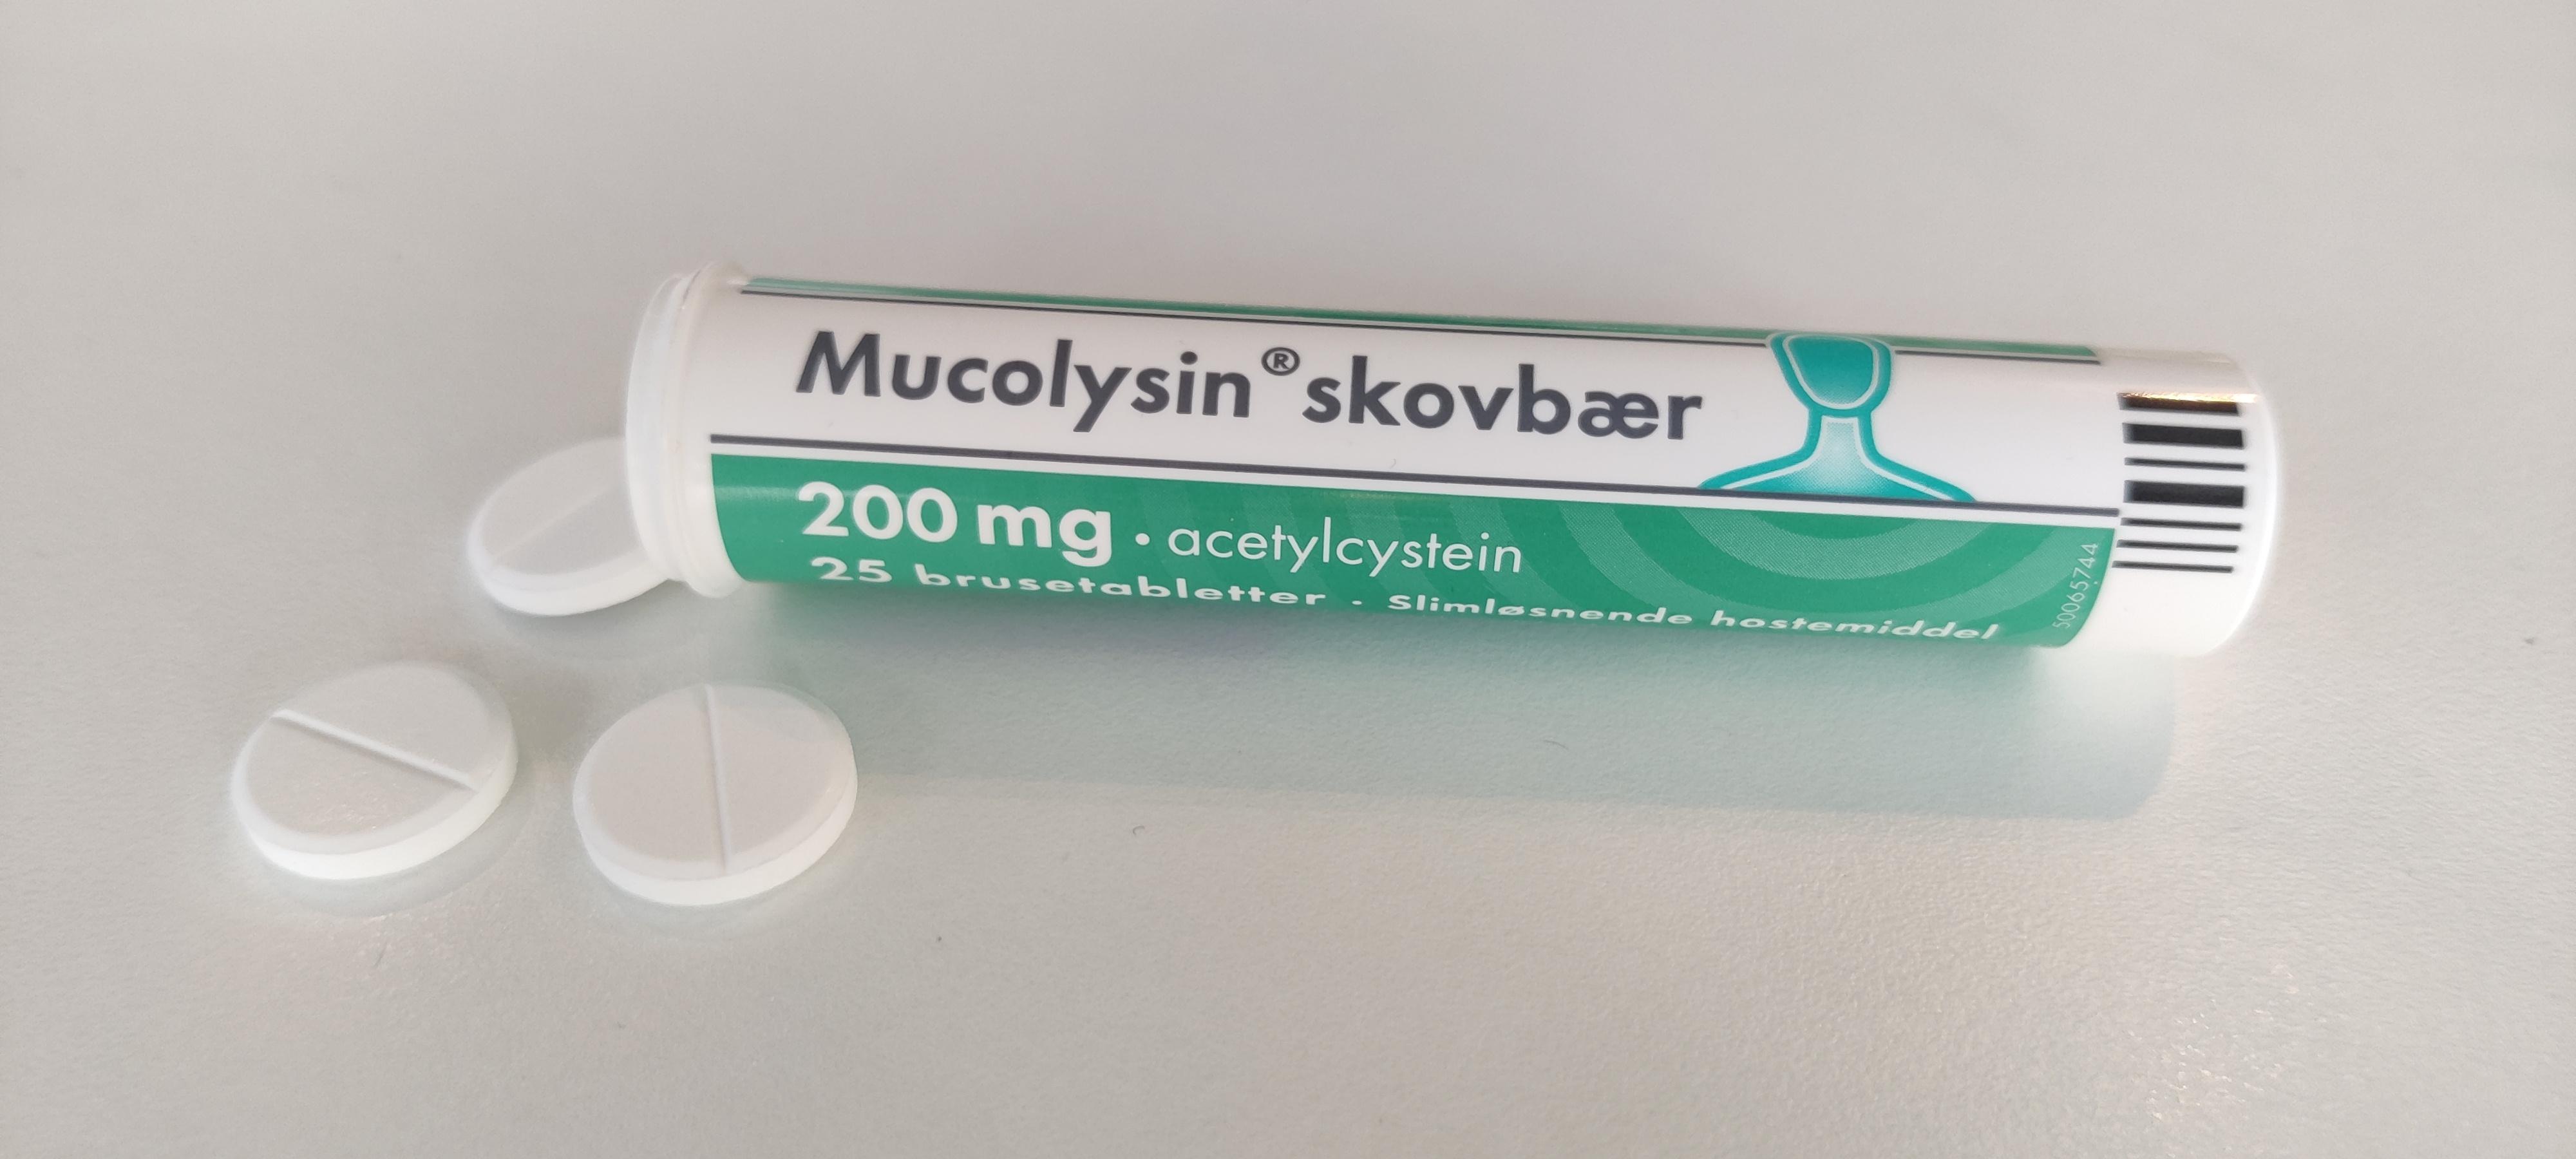 Mucolysin® skovbær
200 mg • acetylcystein
25 brusetabletter • Slimløsnende hostemiddel
50065744